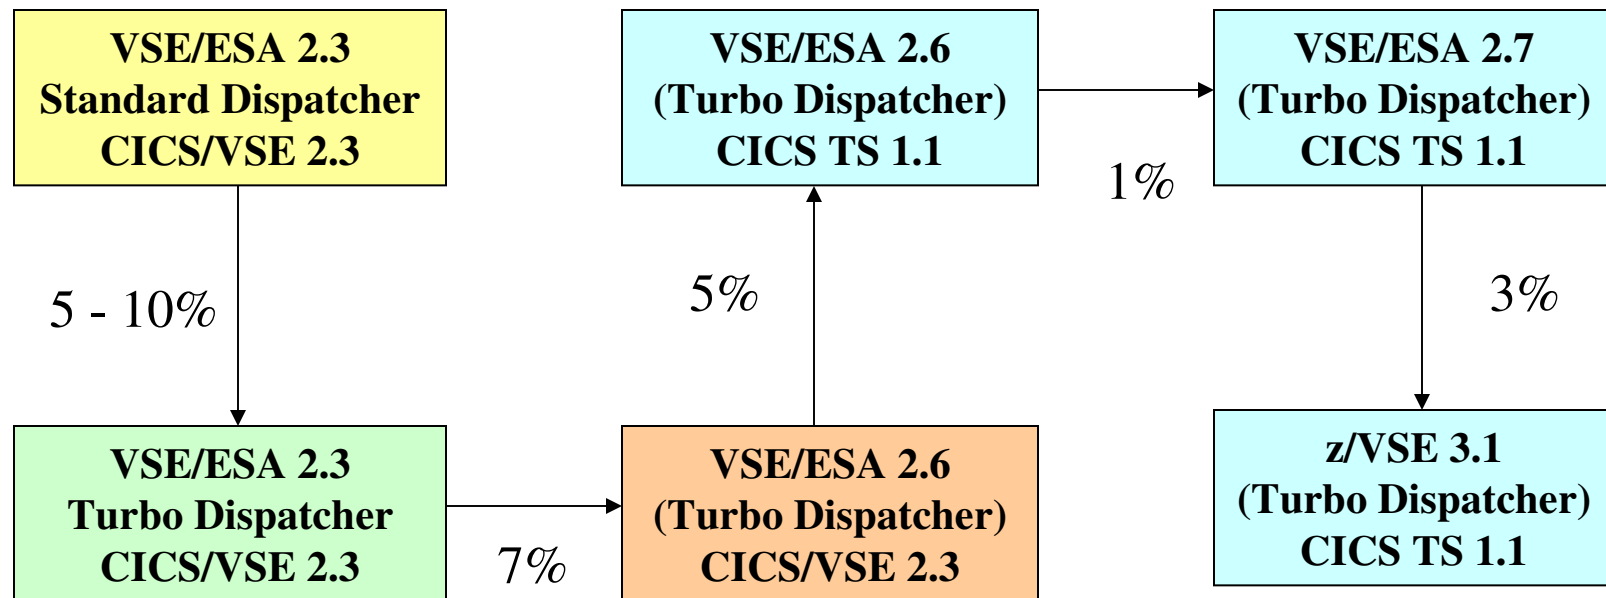 VSE/ESA 2.3
Standard Dispatcher
CICS/VSE 2.3
5 - 10%
VSE/ESA 2.3
Turbo Dispatcher
CICS/VSE 2.3
7%
VSE/ESA 2.6
(Turbo Dispatcher)
CICS/VSE 2.3
5%
VSE/ESA 2.6
(Turbo Dispatcher)
CICS TS 1.1
1%
VSE/ESA 2.7
(Turbo Dispatcher)
CICS TS 1.1
3%
z/VSE 3.1
(Turbo Dispatcher)
CICS TS 1.1